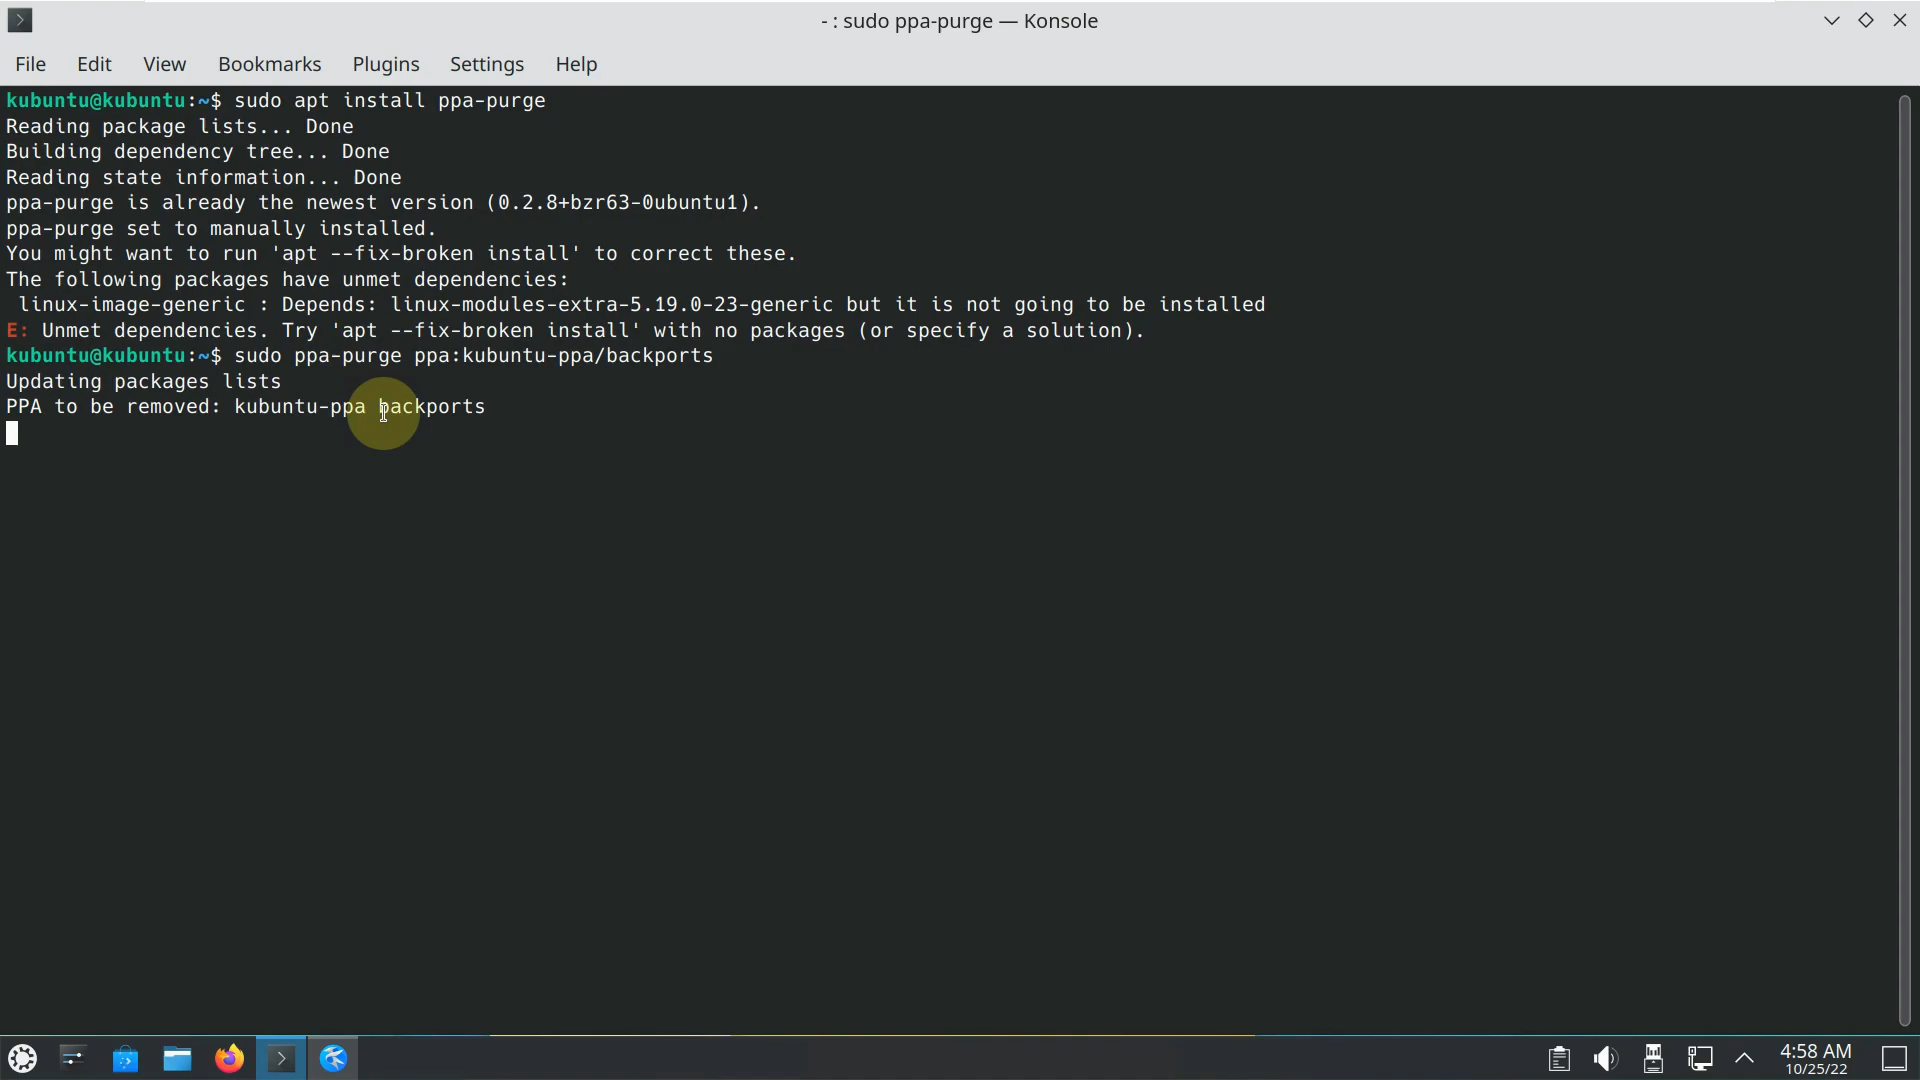 - : sudo ppa-purge — Konsole
File Edit View Bookmarks Plugins Settings Help
kubuntu@kubuntu:~$ sudo apt install ppa-purge
Reading package lists... Done
Building dependency tree... Done
Reading state information... Done
ppa-purge is already the newest version (0.2.8+bzr63-0ubuntu1).
ppa-purge set to manually installed.
You might want to run 'apt --fix-broken install' to correct these.
The following packages have unmet dependencies:
linux-image-generic : Depends: linux-modules-extra-5.19.0-23-generic but it is not going to be installed
E: Unmet dependencies. Try 'apt --fix-broken install' with no packages (or specify a solution).
kubuntu@kubuntu:~$ sudo ppa-purge ppa:kubuntu-ppa/backports
Updating packages lists
PPA to be removed: kubuntu-ppa backports
4:58 AM
10/25/22